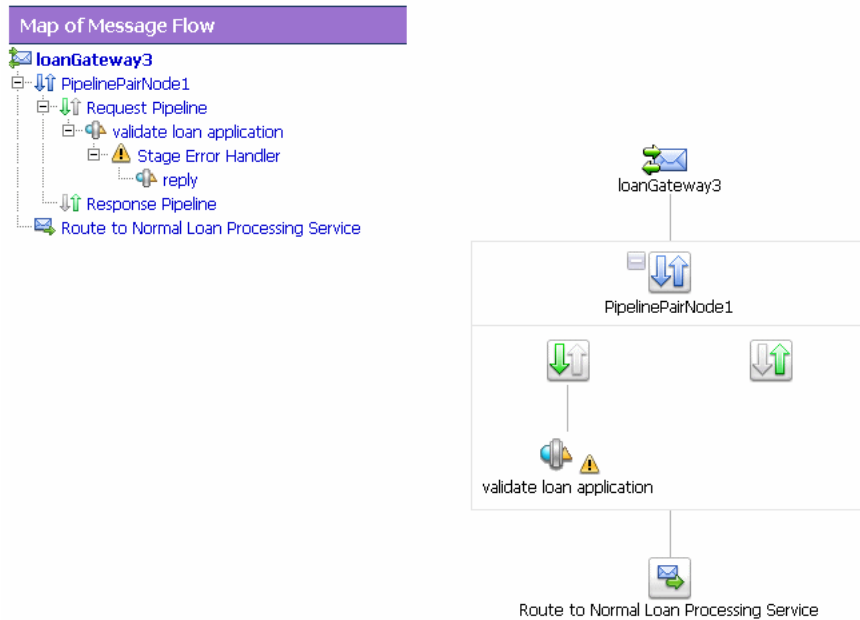 Map of Message Flow
loanGateway3
PipelinePairNode1
Request Pipeline
validate loan application
Stage Error Handler
reply
Response Pipeline
Route to Normal Loan Processing Service
loanGateway3
PipelinePairNode1
validate loan application
Route to Normal Loan Processing Service